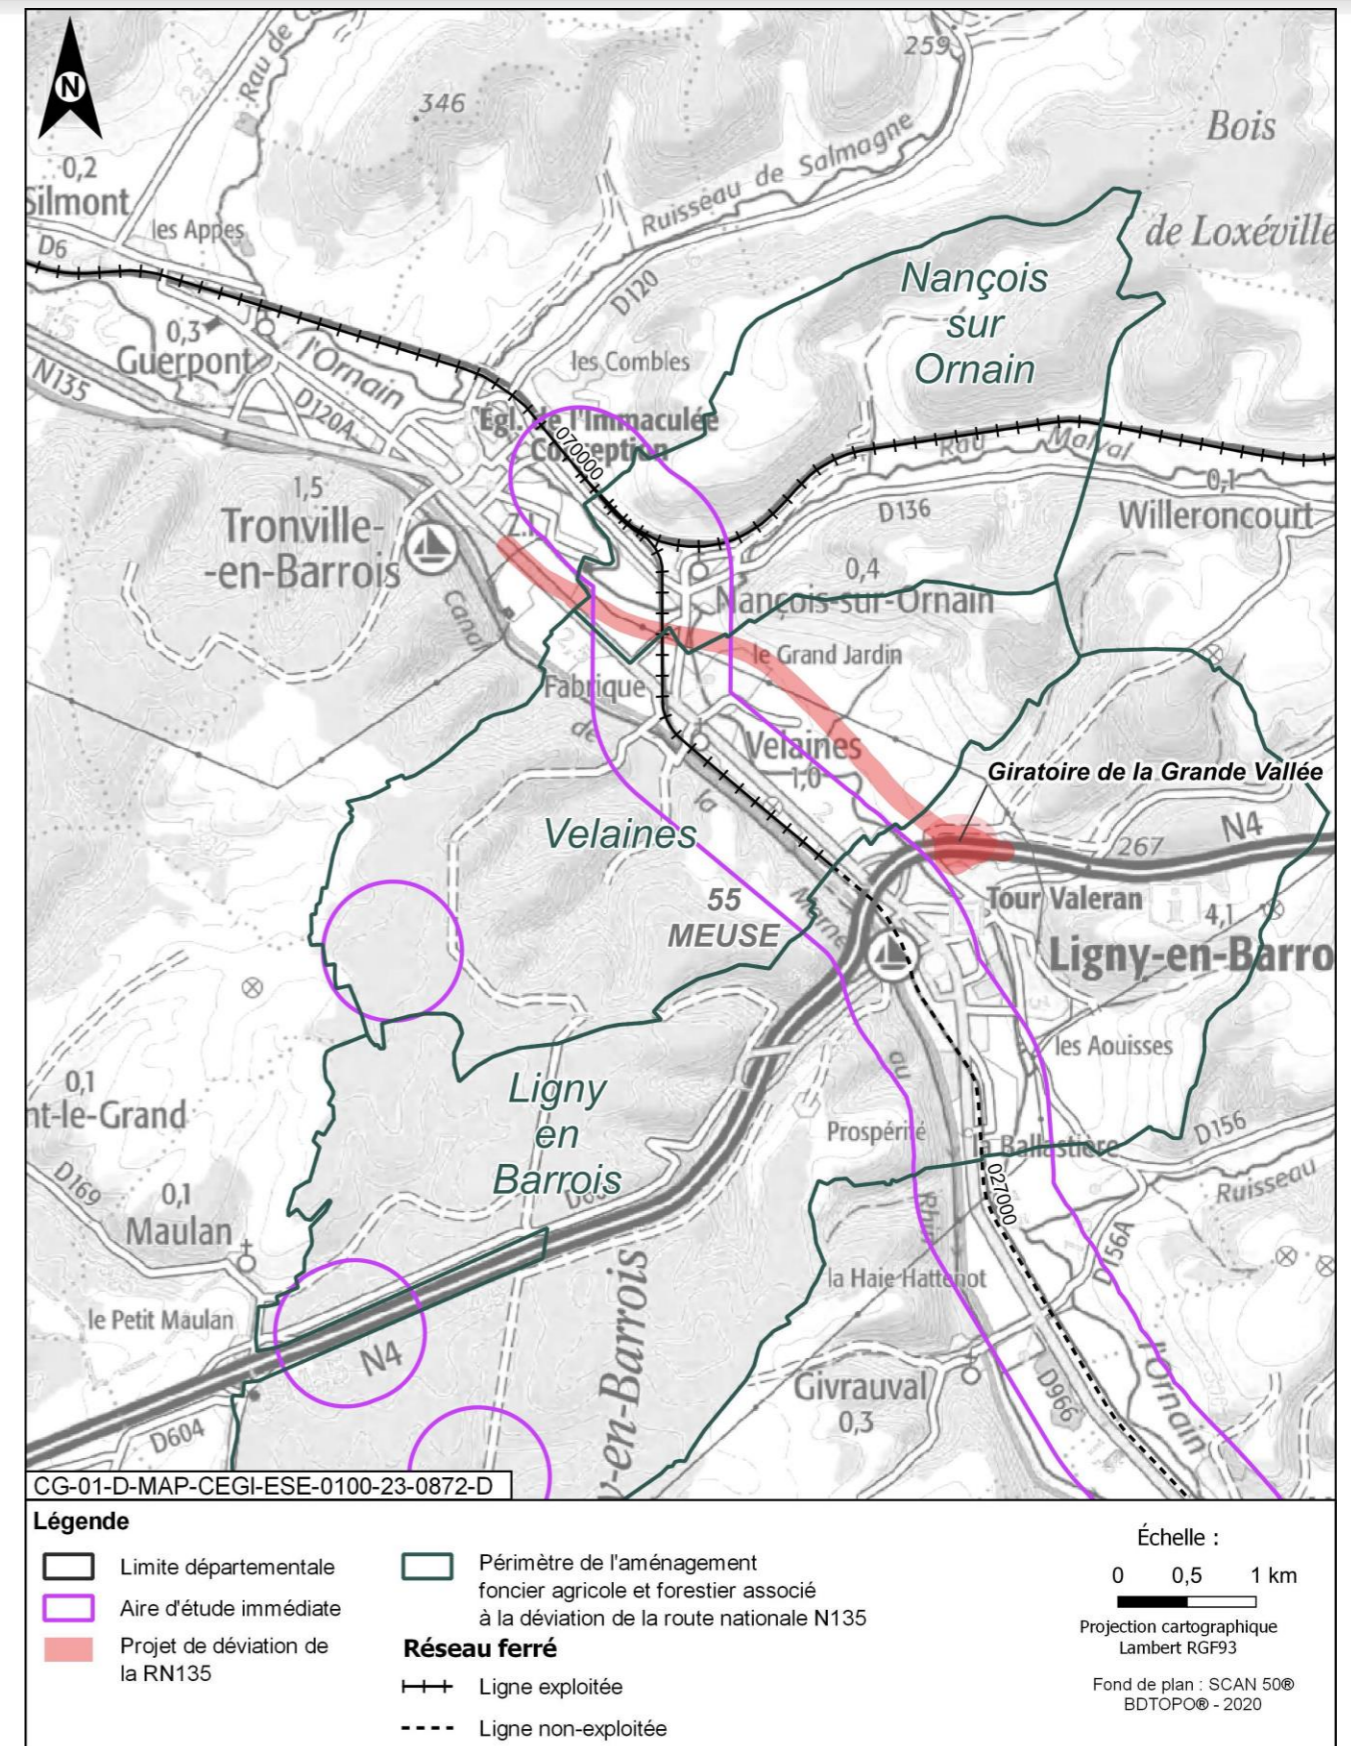 N
259
Rau de
346
Bois
0,2
Silmont
Ruisseau de Salmagne
les Appes
de Loxéville
D6
Nançois
sur
Ornain
D120
0,3
Guerpont
l'Ornain
les Combles
N135
D120A
Égl. de l'Immaculée
Conception
070000
Rau Malval
0,1
1,5
Tronville-
-en-Barrois
Z.I.
D136
Willeroncourt
0,4
Nançois-sur-Ornain
Canal
le Grand Jardin
Fabrique
de
Velaines
1,0
Giratoire de la Grande Vallée
la
Velaines
267
N4
55
MEUSE
Marne
Tour Valeran
4,1
Ligny-en-Barro
les Aouisses
au
0,1
nt-le-Grand
Ligny
en
Barrois
Prospérité
la Ballastière
D156
D169
0,1
Maulan
Rhin
027000
Ruisseau
D156A
la Haie Hattenot
le Petit Maulan
y-en-Barrois
N4
Givrauval
0,3
D966
l'Ornain
D604
CG-01-D-MAP-CEGI-ESE-0100-23-0872-D
Légende
Limite départementale
Aire d'étude immédiate
Projet de déviation de
la RN135
Périmètre de l'aménagement
foncier agricole et forestier associé
à la déviation de la route nationale N135
Réseau ferré
Ligne exploitée
Ligne non-exploitée
Échelle :
0 0,5 1 km
Projection cartographique
Lambert RGF93
Fond de plan : SCAN 50®
BDTOPO® - 2020